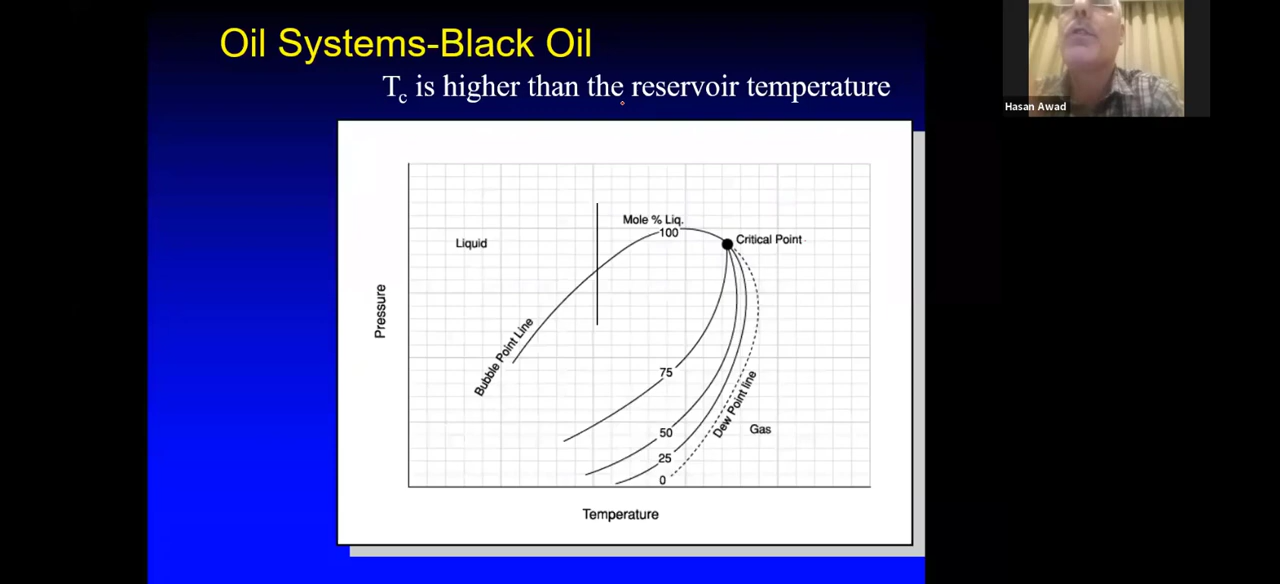 Oil Systems-Black Oil
Tc is higher than the reservoir temperature
Hasan Awad
Mole % Liq.
100
Critical Point
Liquid
Pressure
Bubble Point Line
75
Dew Point line
50
Gas
25
0
Temperature